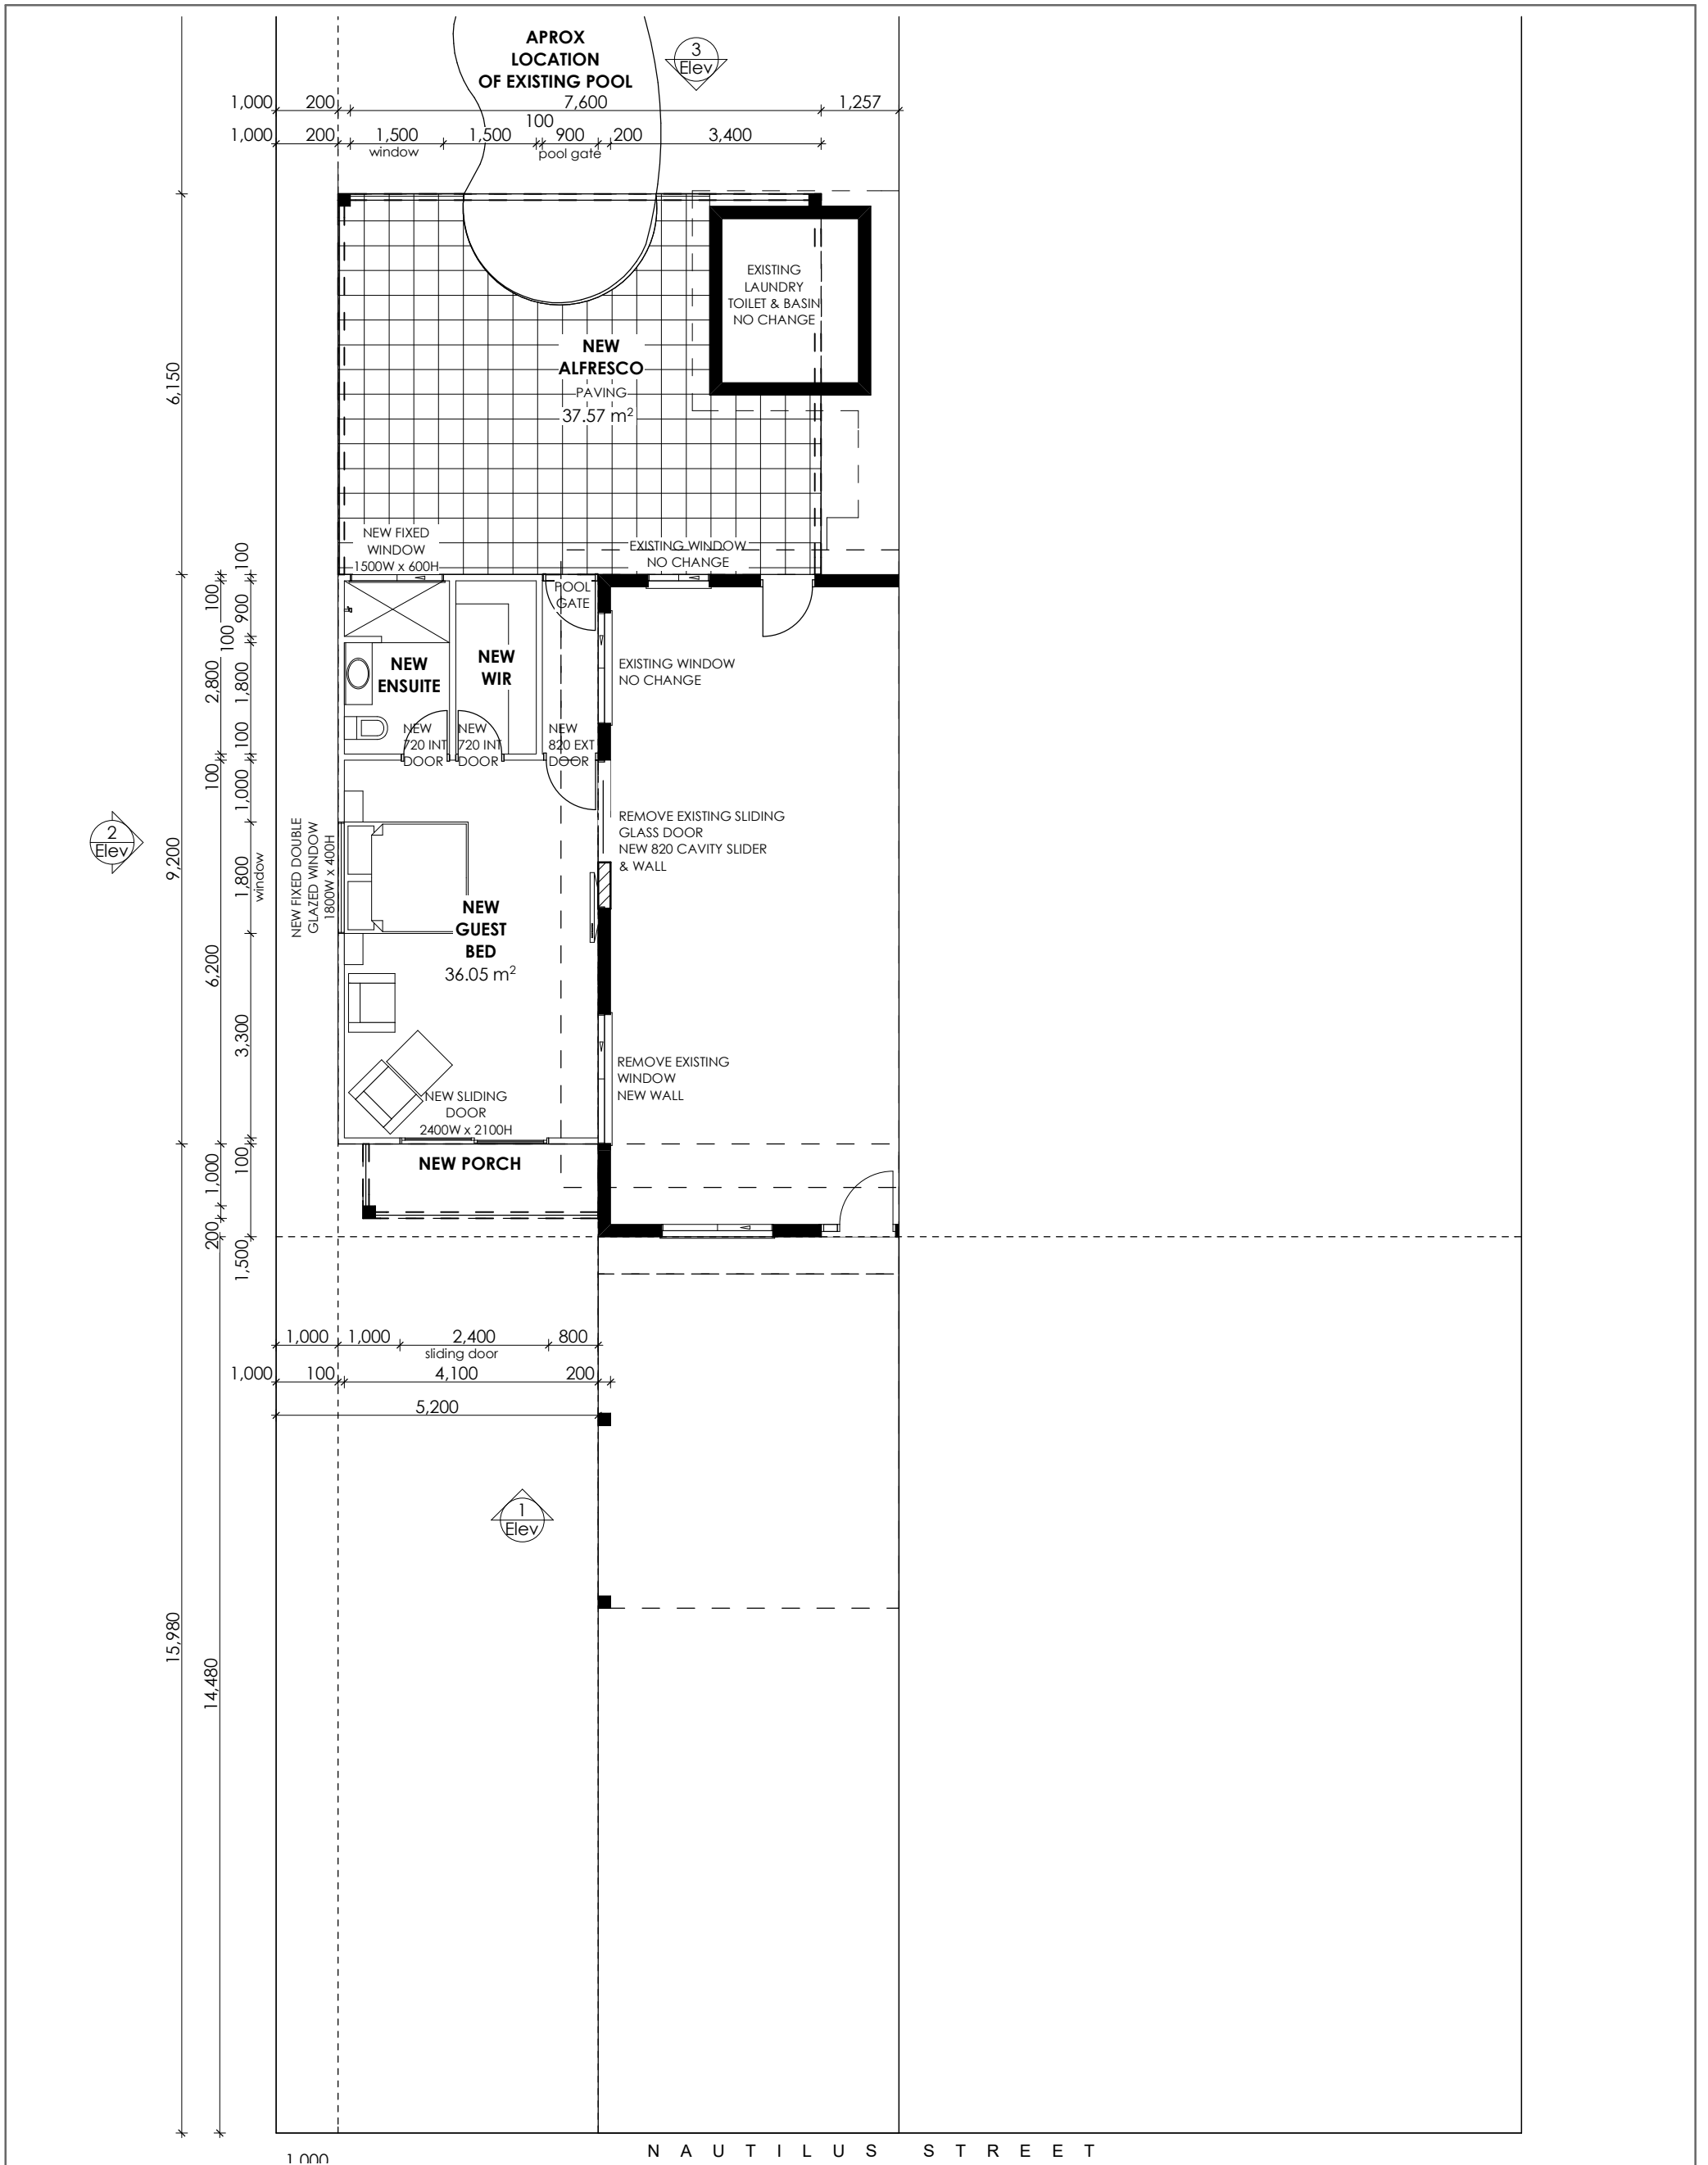 APROX
LOCATION
OF EXISTING POOL
3
Elev
1,000 200 7,600 1,257
100
1,000 200 1,500 1,500 900 200 3,400
window pool gate
EXISTING
LAUNDRY
TOILET & BASIN
NO CHANGE
NEW
ALFRESCO
PAVING
37.57 m²
6,150
NEW FIXED
WINDOW
1500W x 600H
EXISTING WINDOW
NO CHANGE
100
100
900
100
2,800
1,800
100
100
1,000
9,200
1,800
window
6,200
3,300
100
1,000
200
1,500
POOL
GATE
NEW
ENSUITE
NEW
WIR
EXISTING WINDOW
NO CHANGE
NEW
720 INT
DOOR
NEW
720 INT
DOOR
NEW
820 EXT
DOOR
2
Elev
NEW FIXED DOUBLE
GLAZED WINDOW
1800W x 400H
REMOVE EXISTING SLIDING
GLASS DOOR
NEW 820 CAVITY SLIDER
& WALL
NEW
GUEST
BED
36.05 m²
REMOVE EXISTING
WINDOW
NEW WALL
NEW SLIDING
DOOR
2400W x 2100H
NEW PORCH
1,000 1,000 2,400 800
sliding door
1,000 100 4,100 200
5,200
1
Elev
15,980
14,480
NAUTILUS STREET
1,000